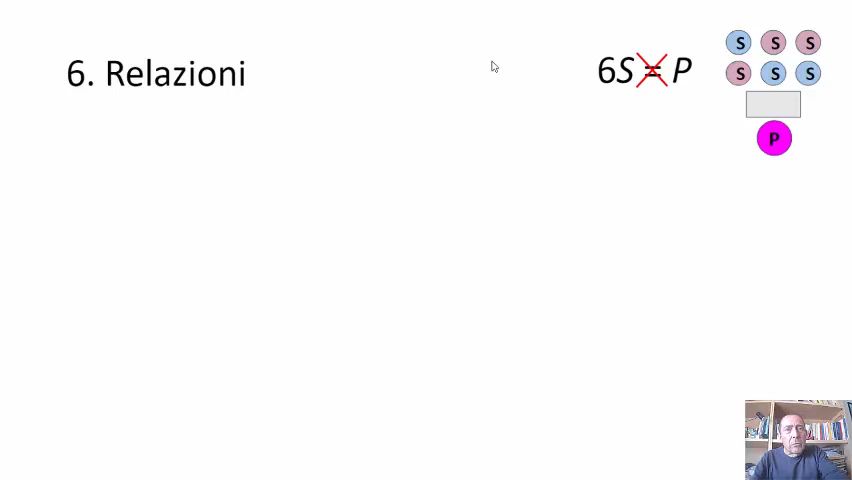 6. Relazioni
6S = P
S S S
S S S
P